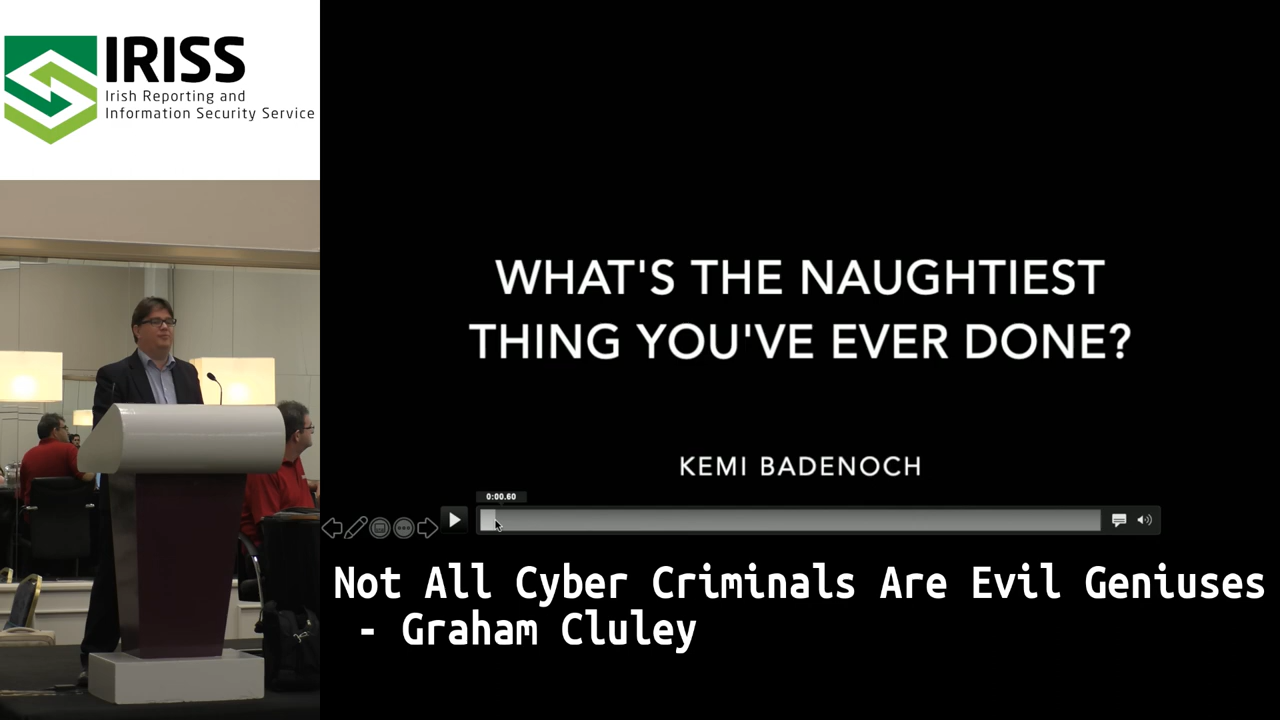 IRISS
Irish Reporting and
Information Security Service
WHAT'S THE NAUGHTIEST
THING YOU'VE EVER DONE?
KEMI BADENOCH
0:00.60
Not All Cyber Criminals Are Evil Geniuses
- Graham Cluley